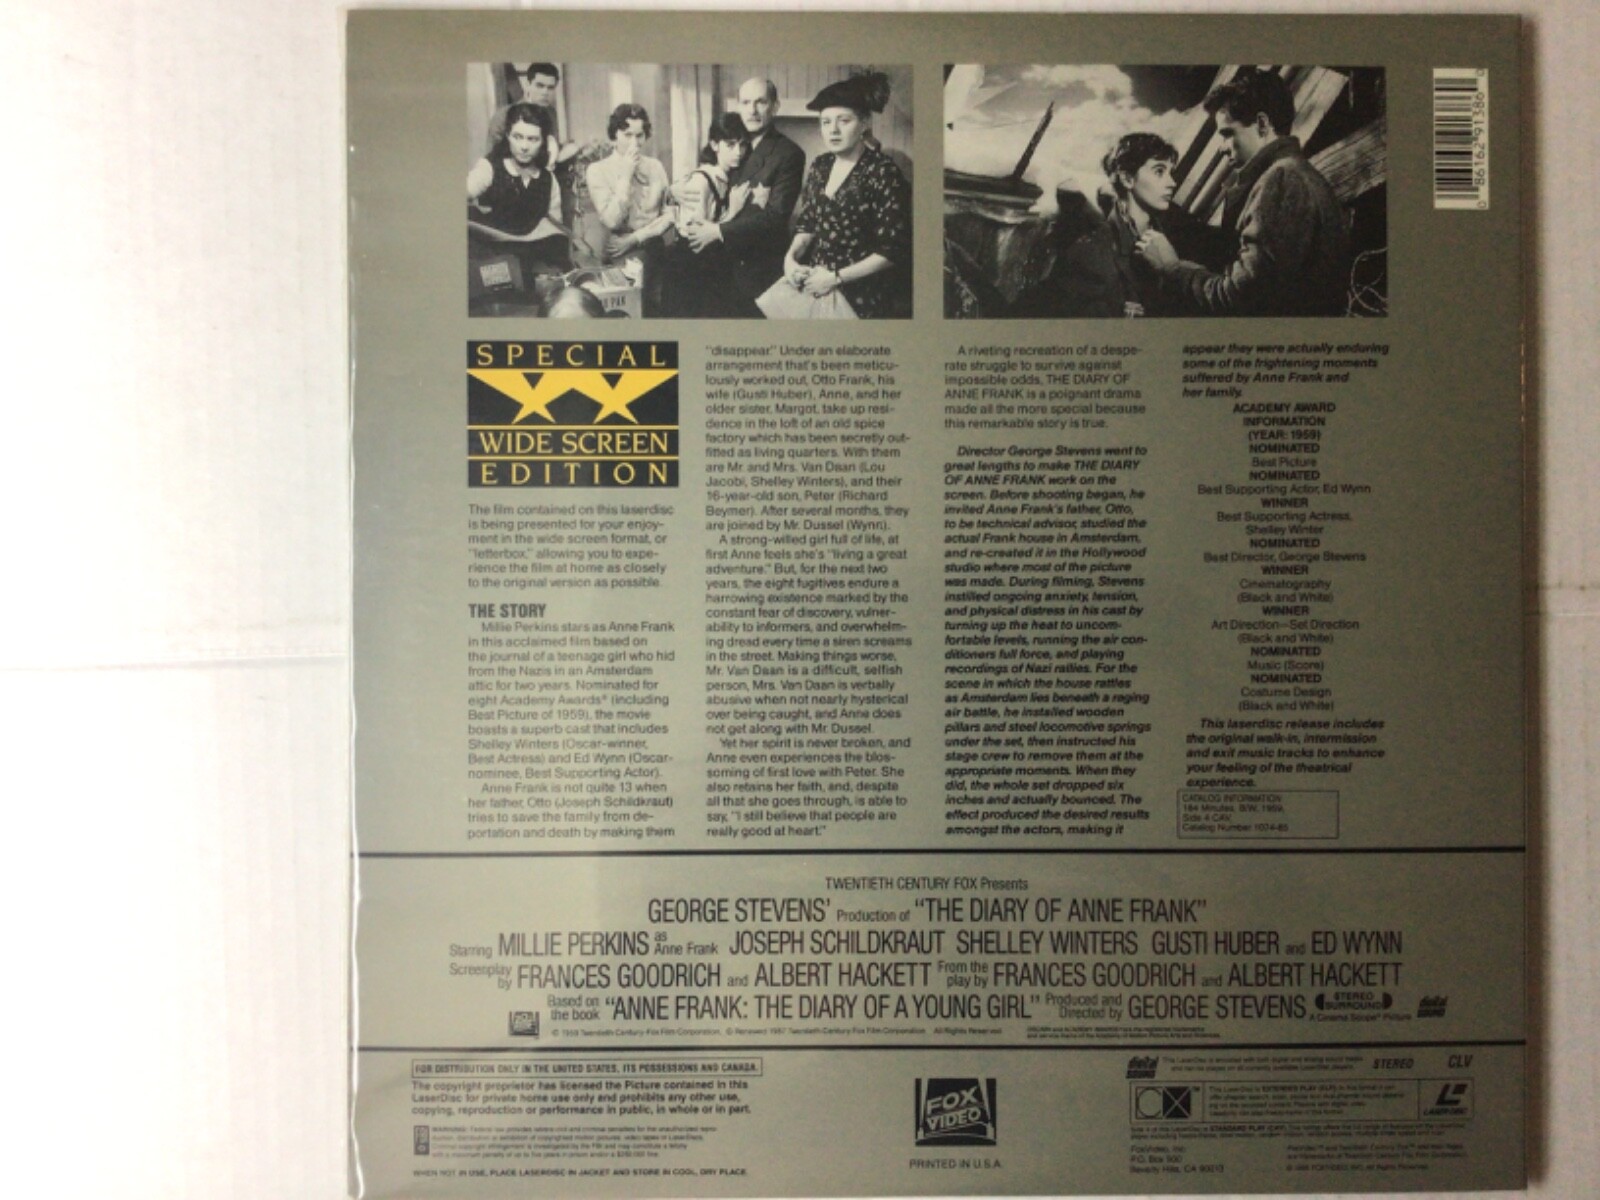 SPECIAL
WIDE SCREEN
EDITION
The film contained on this laserdisc
is being presented for your enjoy-
ment in the wide screen format, or
"letterbox," allowing you to expe-
rience the film at home as closely
to the original version as possible.
THE STORY
Millie Perkins stars as Anne Frank
in this acclaimed film based on
the journal of a teenage girl who hid
from the Nazis in an Amsterdam
attic for two years. Nominated for
eight Academy Awards® (including
Best Picture of 1959), the movie
boasts a superb cast that includes
Shelley Winters (Oscar-winner,
Best Actress) and Ed Wynn (Oscar-
nominee, Best Supporting Actor).
Anne Frank is not quite 13 when
her father, Otto (Joseph Schildkraut)
tries to save the family from de-
portation and death by making them
"disappear." Under an elaborate
arrangement that's been meticu-
lously worked out, Otto Frank, his
wife (Gusti Huber), Anne, and her
older sister, Margot, take up resi-
dence in the loft of an old spice
factory which has been secretly out-
fitted as living quarters. With them
are Mr. and Mrs. Van Daan (Lou
Jacobi, Shelley Winters), and their
16-year-old son, Peter (Richard
Beymer). After several months, they
are joined by Mr. Dussel (Wynn).
A strong-willed girl full of life, at
first Anne feels she's "living a great
adventure." But, for the next two
years, the eight fugitives endure a
harrowing existence marked by the
constant fear of discovery, vulner-
ability to informers, and overwhelm-
ing dread every time a siren screams
in the street. Making things worse,
Mr. Van Daan is a difficult, selfish
person, Mrs. Van Daan is verbally
abusive when not nearly hysterical
over being caught, and Anne does
not get along with Mr. Dussel.
Yet her spirit is never broken, and
Anne even experiences the blos-
soming of first love with Peter. She
also retains her faith, and, despite
all that she goes through, is able to
say, "I still believe that people are
really good at heart."
A riveting recreation of a despe-
rate struggle to survive against
impossible odds, THE DIARY OF
ANNE FRANK is a poignant drama
made all the more special because
this remarkable story is true.
Director George Stevens went to
great lengths to make THE DIARY
OF ANNE FRANK work on the
screen. Before shooting began, he
invited Anne Frank's father, Otto,
to be technical advisor, studied the
actual Frank house in Amsterdam,
and re-created it in the Hollywood
studio where most of the picture
was made. During filming, Stevens
instilled ongoing anxiety, tension,
and physical distress in his cast by
turning up the heat to uncom-
fortable levels, running the air con-
ditioners full force, and playing
recordings of Nazi rallies. For the
scene in which the house rattles
as Amsterdam lies beneath a raging
air battle, he installed wooden
pillars and steel locomotive springs
under the set, then instructed his
stage crew to remove them at the
appropriate moments. When they
did, the whole set dropped six
inches and actually bounced. The
effect produced the desired results
amongst the actors, making it
appear they were actually enduring
some of the frightening moments
suffered by Anne Frank and
her family.
ACADEMY AWARD
INFORMATION
(YEAR: 1959)
NOMINATED
Best Picture
NOMINATED
Best Supporting Actor, Ed Wynn
WINNER
Best Supporting Actress,
Shelley Winter
NOMINATED
Best Director, George Stevens
WINNER
Cinematography
(Black and White)
WINNER
Art Direction—Set Direction
(Black and White)
NOMINATED
Music (Score)
NOMINATED
Costume Design
(Black and White)
This laserdisc release includes
the original walk-in, intermission
and exit music tracks to enhance
your feeling of the theatrical
experience.
CATALOG INFORMATION
Side 4 CAV
Catalog Number 1074-85
0 86162 91386 0
TWENTIETH CENTURY FOX Presents
GEORGE STEVENS' Production of "THE DIARY OF ANNE FRANK"
Starring MILLIE PERKINS as Anne Frank JOSEPH SCHILDKRAUT SHELLEY WINTERS GUSTI HUBER and ED WYNN
Screenplay by FRANCES GOODRICH and ALBERT HACKETT From the play by FRANCES GOODRICH and ALBERT HACKETT
Based on the book "ANNE FRANK: THE DIARY OF A YOUNG GIRL" Produced and Directed by GEORGE STEVENS STEREO SURROUND A CinemaScope Picture digital SOUND
FOR DISTRIBUTION ONLY IN THE UNITED STATES, ITS POSSESSIONS AND CANADA.
The copyright proprietor has licensed the Picture contained in this
LaserDisc for private home use only and prohibits any other use,
copying, reproduction or performance in public, in whole or in part.
WHEN NOT IN USE, PLACE LASERDISC IN JACKET AND STORE IN COOL, DRY PLACE.
FOX
VIDEO
PRINTED IN U.S.A.
digital SOUND
STEREO
CLV
CX
LASERDISC
FoxVideo, Inc.
P.O. Box 900
Beverly Hills, CA 90213